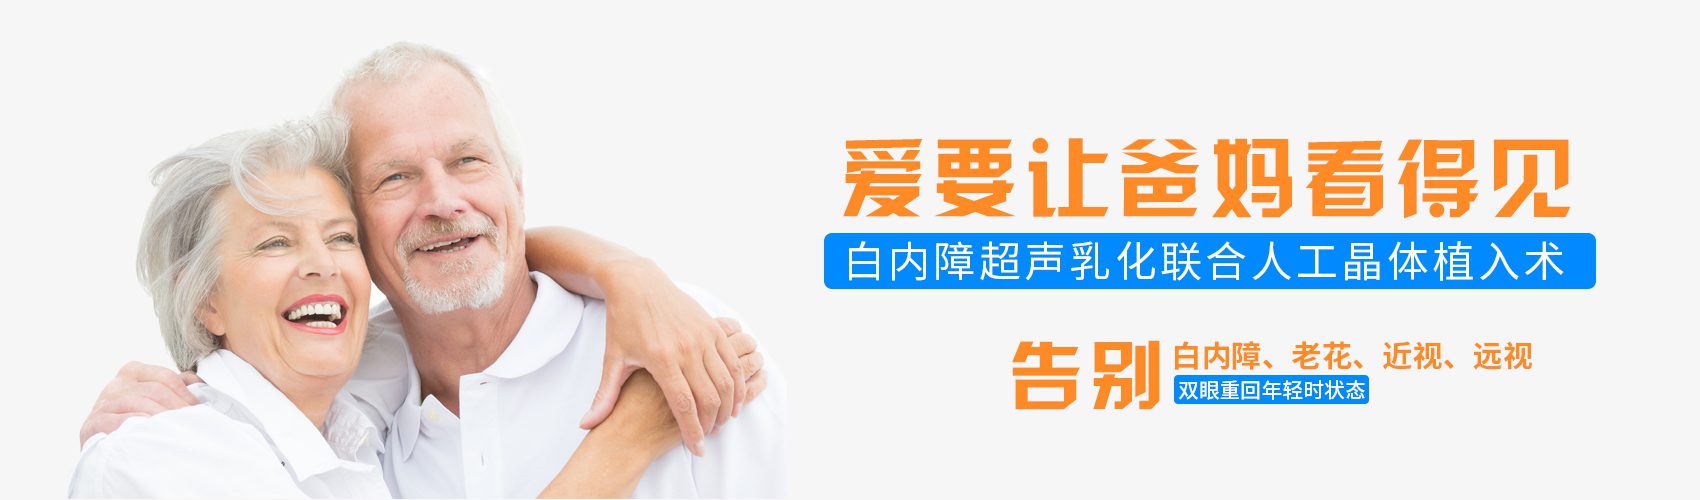 爱要让爸妈看得见
白内障超声乳化联合人工晶体植入术
告别
白内障、老花、近视、远视
双眼重回年轻时状态